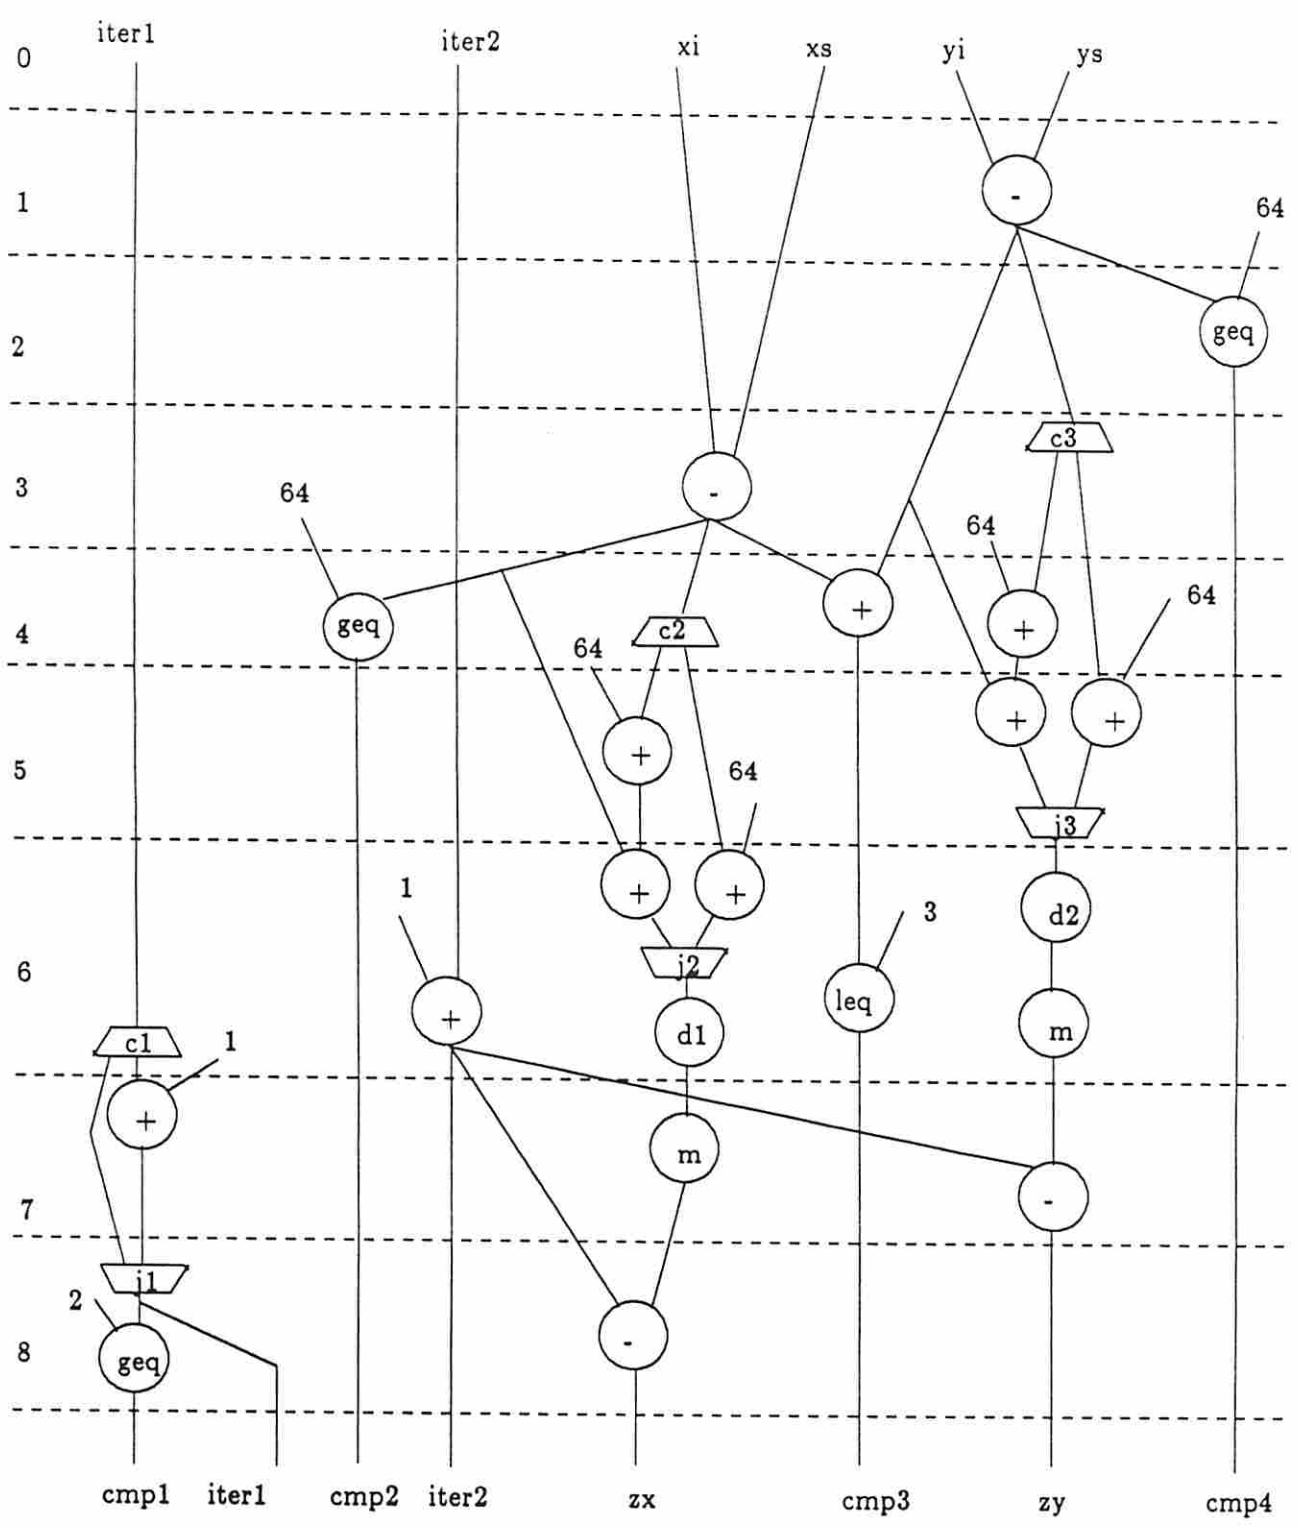 iter1
iter2
xi
xs
yi
ys
0
1
-
64
2
geq
c3
3
64
-
64
4
geq
c2
+
+
64
64
+
+
5
+
64
j3
1
+
+
3
d2
6
j2
leq
+
d1
m
c1
1
+
m
7
-
j1
2
8
geq
-
cmp1
iter1
cmp2
iter2
zx
cmp3
zy
cmp4